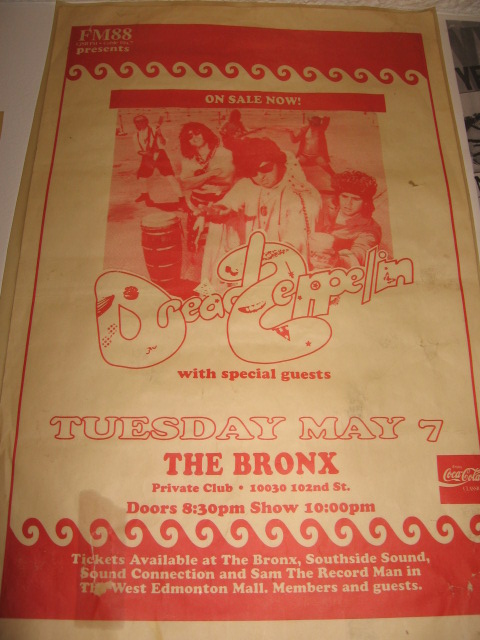 FM88
presents
ON SALE NOW!
Dread Zeppelin
with special guests
TUESDAY MAY 7
THE BRONX
Private Club • 10030 102nd St.
Doors 8:30pm Show 10:00pm
Coca-Cola
Tickets Available at The Bronx, Southside Sound,
Sound Connection and Sam The Record Man in
The West Edmonton Mall. Members and guests.